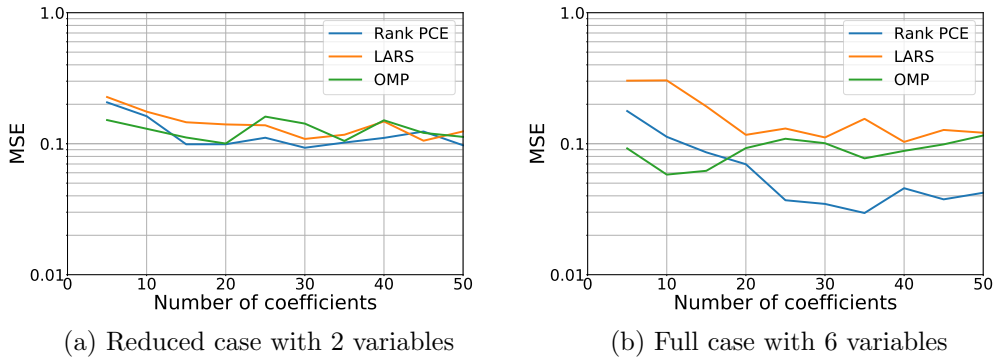 1.0
0.1
0.01
MSE
Rank PCE
LARS
OMP
0 10 20 30 40 50
Number of coefficients
(a) Reduced case with 2 variables
1.0
0.1
0.01
MSE
Rank PCE
LARS
OMP
0 10 20 30 40 50
Number of coefficients
(b) Full case with 6 variables